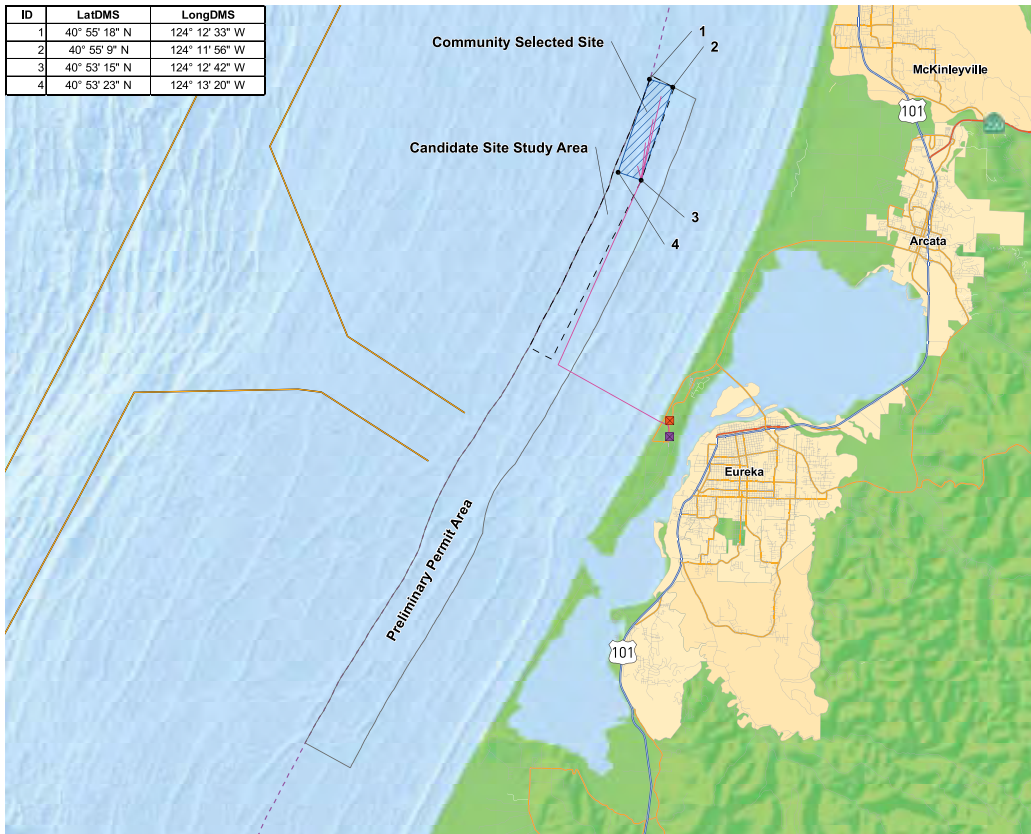 ID LatDMS LongDMS
1 40° 55' 18" N 124° 12' 33" W
2 40° 55' 9" N 124° 11' 56" W
3 40° 53' 15" N 124° 12' 42" W
4 40° 53' 23" N 124° 13' 20" W
1
Community Selected Site
2
McKinleyville
101
Candidate Site Study Area
3
4
Arcata
Eureka
Preliminary Permit Area
101